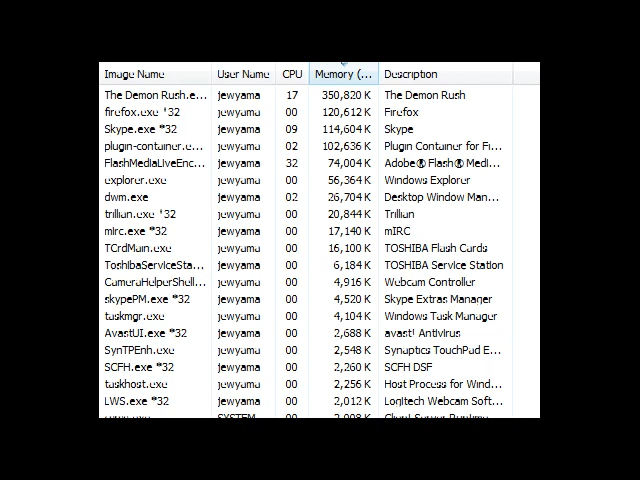 Image Name User Name CPU Memory (... Description
The Demon Rush.e... jewyama 17 350,820 K The Demon Rush
firefox.exe *32 jewyama 00 120,612 K Firefox
Skype.exe *32 jewyama 09 114,604 K Skype
plugin-container.e... jewyama 02 102,636 K Plugin Container for Fi...
FlashMediaLiveEnc... jewyama 32 74,004 K Adobe® Flash® Medi...
explorer.exe jewyama 00 56,364 K Windows Explorer
dwm.exe jewyama 02 26,704 K Desktop Window Man...
trillian.exe *32 jewyama 00 20,844 K Trillian
mirc.exe *32 jewyama 00 17,140 K mIRC
TCrdMain.exe jewyama 00 16,100 K TOSHIBA Flash Cards
ToshibaServiceSta... jewyama 00 6,184 K TOSHIBA Service Station
CameraHelperShell... jewyama 00 4,916 K Webcam Controller
skypePM.exe *32 jewyama 00 4,520 K Skype Extras Manager
taskmgr.exe jewyama 00 4,104 K Windows Task Manager
AvastUI.exe *32 jewyama 00 2,688 K avast! Antivirus
SynTPEnh.exe jewyama 00 2,548 K Synaptics TouchPad E...
SCFH.exe *32 jewyama 00 2,260 K SCFH DSF
taskhost.exe jewyama 00 2,256 K Host Process for Wind...
LWS.exe *32 jewyama 00 2,012 K Logitech Webcam Soft...
SYSTEM 00 2,008 K Client Server Runtime